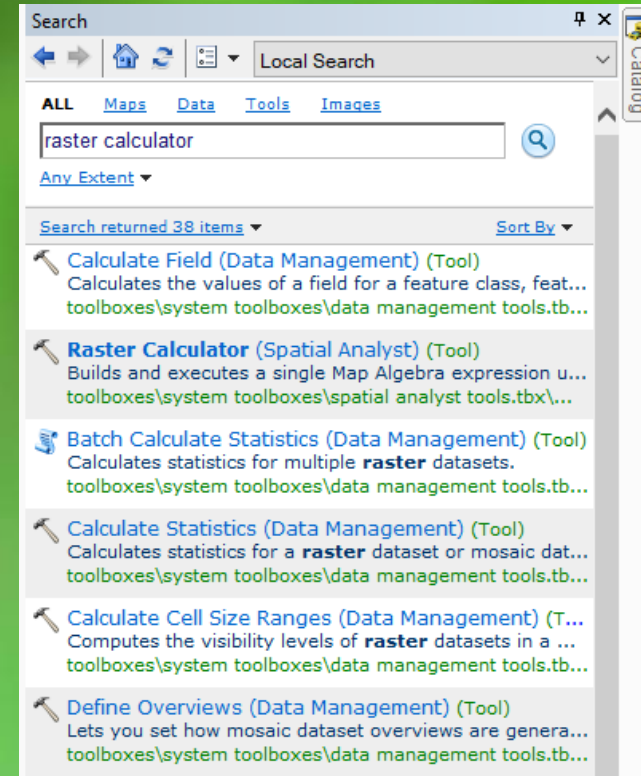 Search
Local Search
Catalog
ALL Maps Data Tools Images
raster calculator
Any Extent
Search returned 38 items Sort By
Calculate Field (Data Management) (Tool)
Calculates the values of a field for a feature class, feat...
toolboxes\system toolboxes\data management tools.tb...
Raster Calculator (Spatial Analyst) (Tool)
Builds and executes a single Map Algebra expression u...
toolboxes\system toolboxes\spatial analyst tools.tbx\...
Batch Calculate Statistics (Data Management) (Tool)
Calculates statistics for multiple raster datasets.
toolboxes\system toolboxes\data management tools.tb...
Calculate Statistics (Data Management) (Tool)
Calculates statistics for a raster dataset or mosaic dat...
toolboxes\system toolboxes\data management tools.tb...
Calculate Cell Size Ranges (Data Management) (T...
Computes the visibility levels of raster datasets in a ...
toolboxes\system toolboxes\data management tools.tb...
Define Overviews (Data Management) (Tool)
Lets you set how mosaic dataset overviews are genera...
toolboxes\system toolboxes\data management tools.tb...